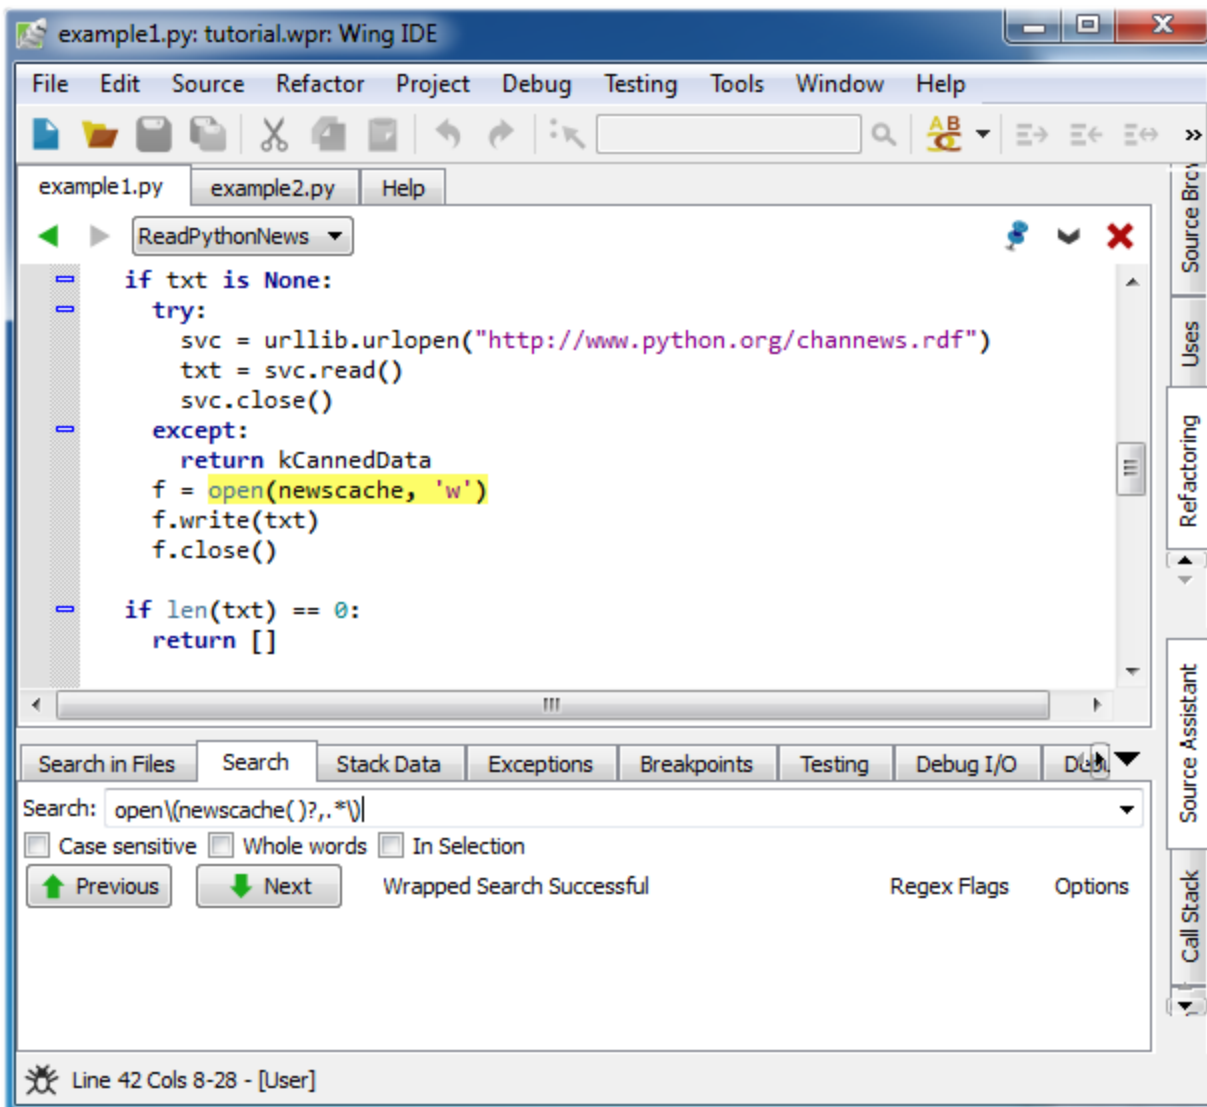 example1.py: tutorial.wpr: Wing IDE
File Edit Source Refactor Project Debug Testing Tools Window Help
example1.py example2.py Help
ReadPythonNews
if txt is None:
try:
svc = urllib.urlopen("http://www.python.org/channews.rdf")
txt = svc.read()
svc.close()
except:
return kCannedData
f = open(newscache, 'w')
f.write(txt)
f.close()
if len(txt) == 0:
return []
Search in Files Search Stack Data Exceptions Breakpoints Testing Debug I/O
Search: open\(newscache()?,.*\)
Case sensitive Whole words In Selection
Previous Next Wrapped Search Successful Regex Flags Options
Line 42 Cols 8-28 - [User]
Source
Uses
Refactoring
Source Assistant
Call Stack